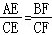 AE/CE = BF/CF